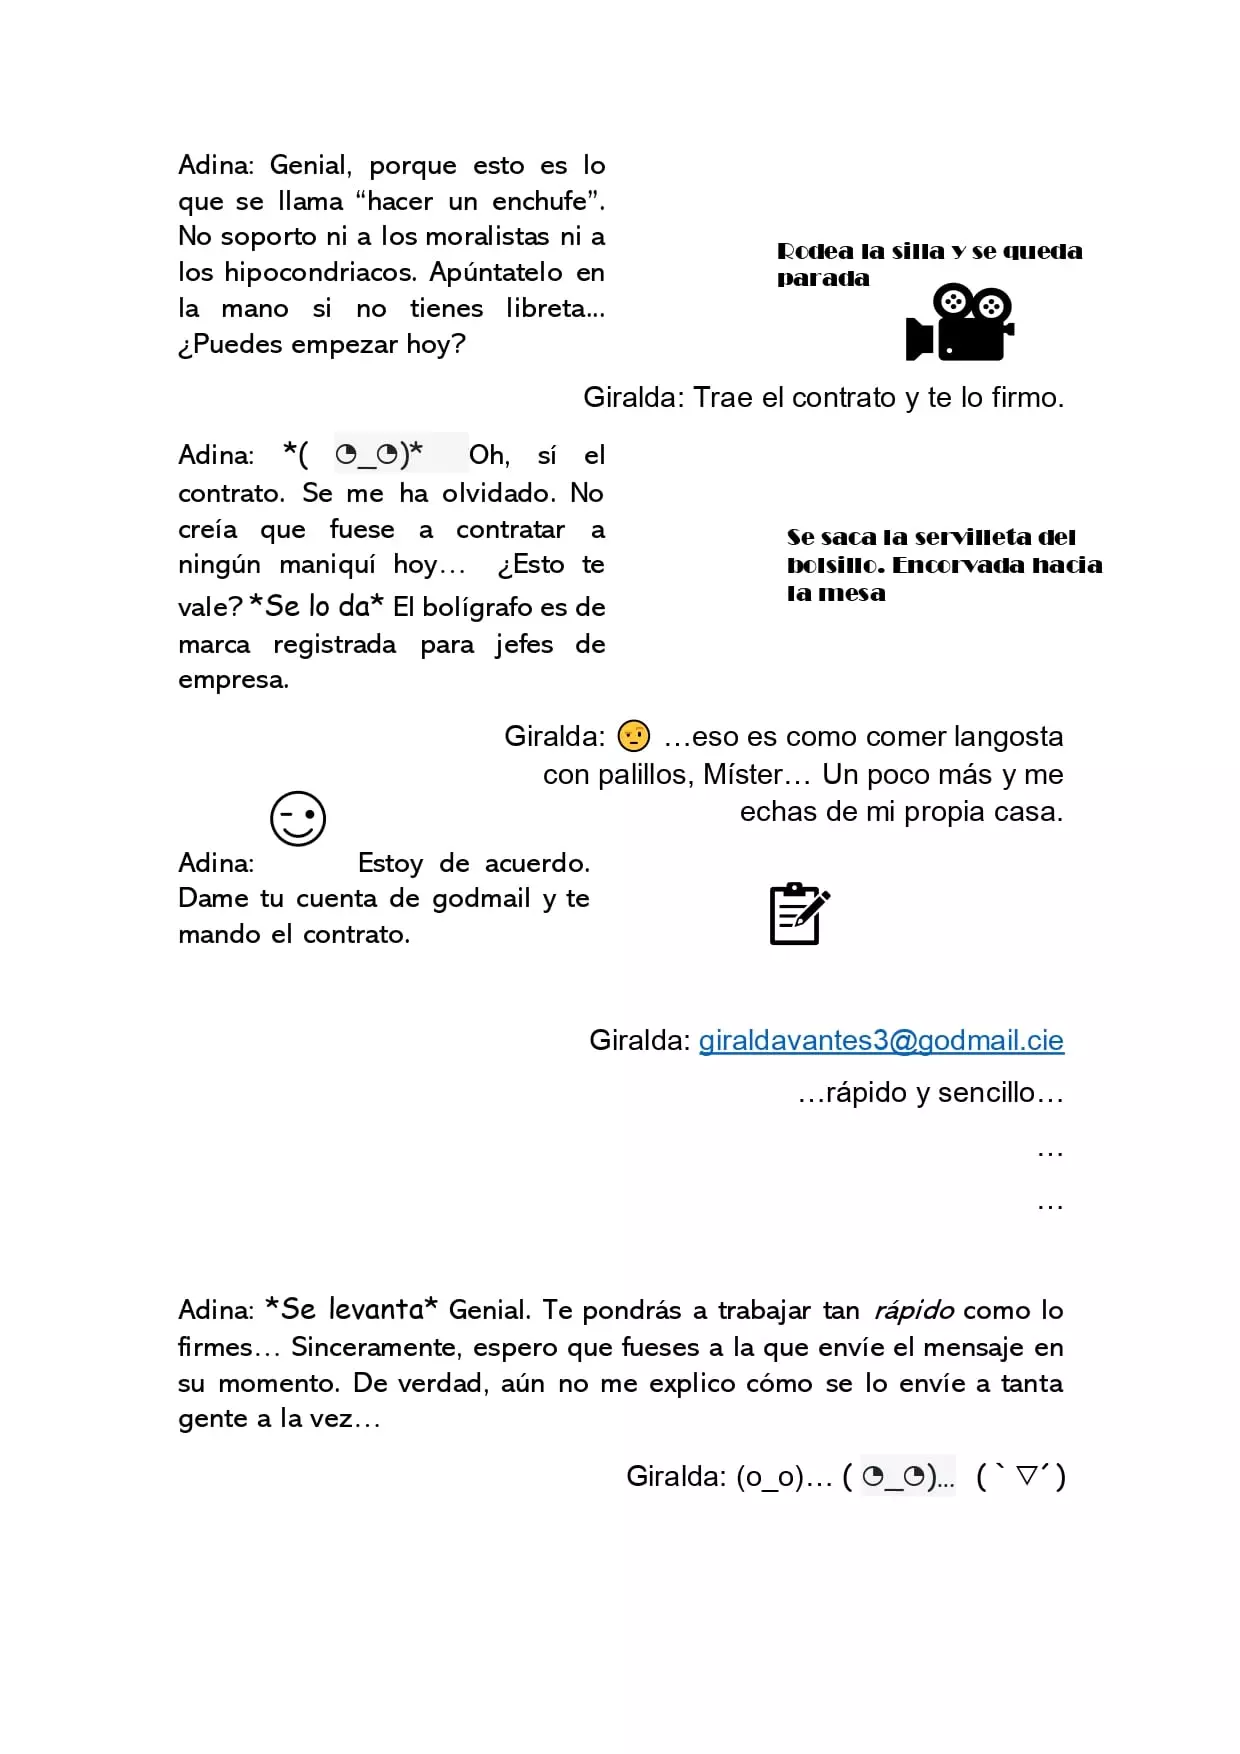 Adina: Genial, porque esto es lo
que se llama “hacer un enchufe”.
No soporto ni a los moralistas ni a
los hipocondriacos. Apúntatelo en
la mano si no tienes libreta...
¿Puedes empezar hoy?
Rodea la silla y se queda
parada
Giralda: Trae el contrato y te lo firmo.
Adina: *( ◔_◔)* Oh, sí el
contrato. Se me ha olvidado. No
creía que fuese a contratar a
ningún maniquí hoy… ¿Esto te
vale? *Se lo da* El bolígrafo es de
marca registrada para jefes de
empresa.
Se saca la servilleta del
bolsillo. Encorvada hacia
la mesa
Giralda: 🤨 …eso es como comer langosta
con palillos, Míster… Un poco más y me
echas de mi propia casa.
Adina: Estoy de acuerdo.
Dame tu cuenta de godmail y te
mando el contrato.
Giralda: giraldavantes3@godmail.cie
…rápido y sencillo…
…
…
Adina: *Se levanta* Genial. Te pondrás a trabajar tan rápido como lo
firmes… Sinceramente, espero que fueses a la que envíe el mensaje en
su momento. De verdad, aún no me explico cómo se lo envíe a tanta
gente a la vez…
Giralda: (o_o)… ( ◔_◔)... ( ` ▽´ )